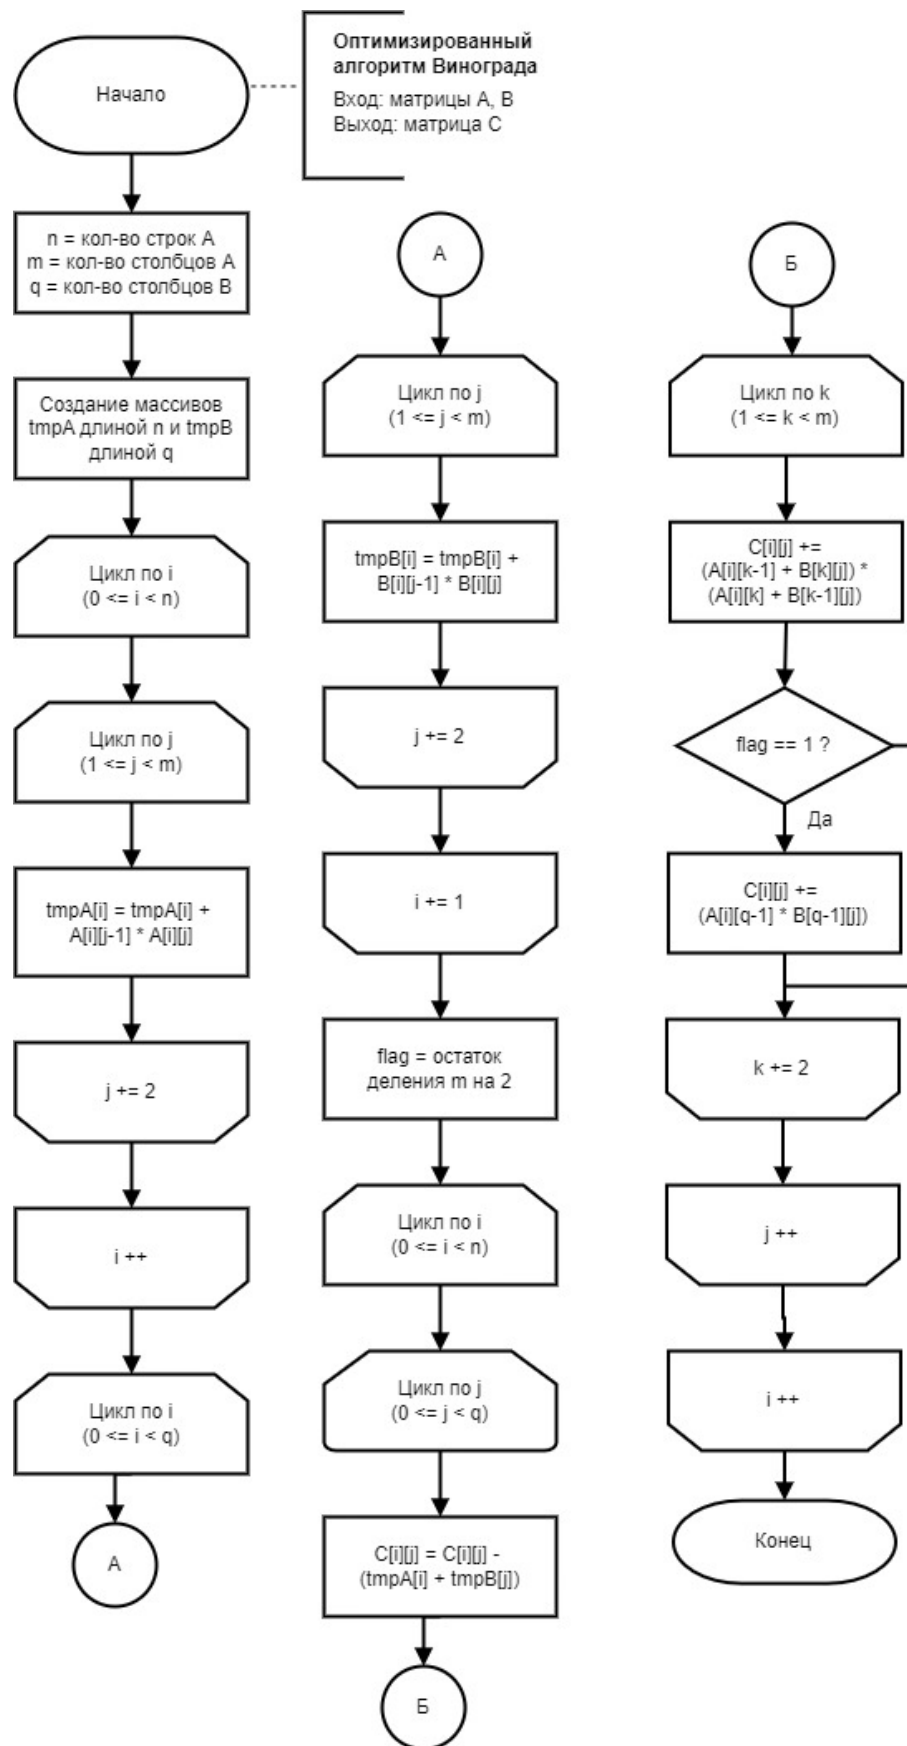 Начало
Оптимизированный
алгоритм Винограда
Вход: матрицы A, B
Выход: матрица C
n = кол-во строк A
m = кол-во столбцов A
q = кол-во столбцов B
Создание массивов
tmpA длиной n и tmpB
длиной q
Цикл по i
(0 <= i < n)
Цикл по j
(1 <= j < m)
tmpA[i] = tmpA[i] +
A[i][j-1] * A[i][j]
j += 2
i ++
Цикл по i
(0 <= i < q)
А
А
Цикл по j
(1 <= j < m)
tmpB[i] = tmpB[i] +
B[i][j-1] * B[i][j]
j += 2
i += 1
flag = остаток
деления m на 2
Цикл по i
(0 <= i < n)
Цикл по j
(0 <= j < q)
C[i][j] = C[i][j] -
(tmpA[i] + tmpB[j])
Б
Б
Цикл по k
(1 <= k < m)
C[i][j] +=
(A[i][k-1] + B[k][j]) *
(A[i][k] + B[k-1][j])
flag == 1 ?
Да
C[i][j] +=
(A[i][q-1] * B[q-1][j])
k += 2
j ++
i ++
Конец